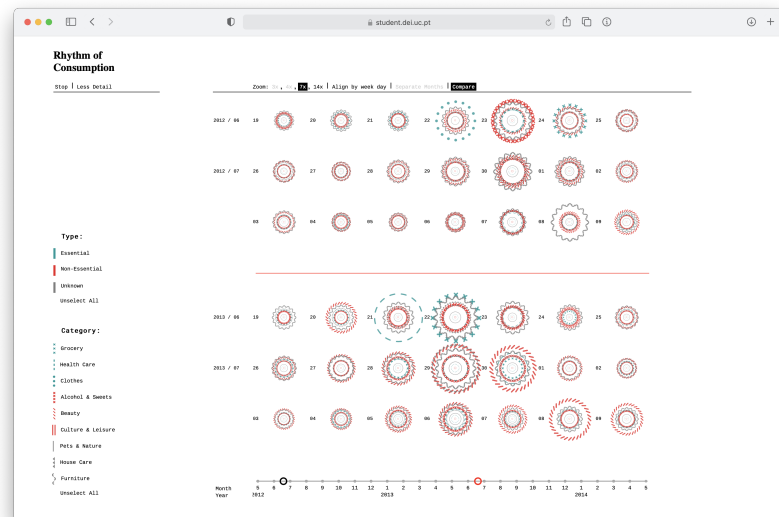 student.dei.uc.pt
Rhythm of
Consumption
Stop | Less Detail
Zoom: 3x, 4x, 7x, 14x | Align by week day | Separate Months | Compare
2012 / 06 19 20 21 22 23 24 25
2012 / 07 26 27 28 29 30 01 02
03 04 05 06 07 08 09
Type:
Essential
Non-Essential
Unknown
Unselect All
2013 / 06 19 20 21 22 23 24 25
Category:
Grocery
2013 / 07 26 27 28 29 30 01 02
Health Care
Clothes
Alcohol & Sweets
Beauty
03 04 05 06 07 08 09
Culture & Leisure
Pets & Nature
House Care
Furniture
Unselect All
Month 5 6 7 8 9 10 11 12 1 2 3 4 5 6 7 8 9 10 11 12 1 2 3 4 5
Year 2012 2013 2014